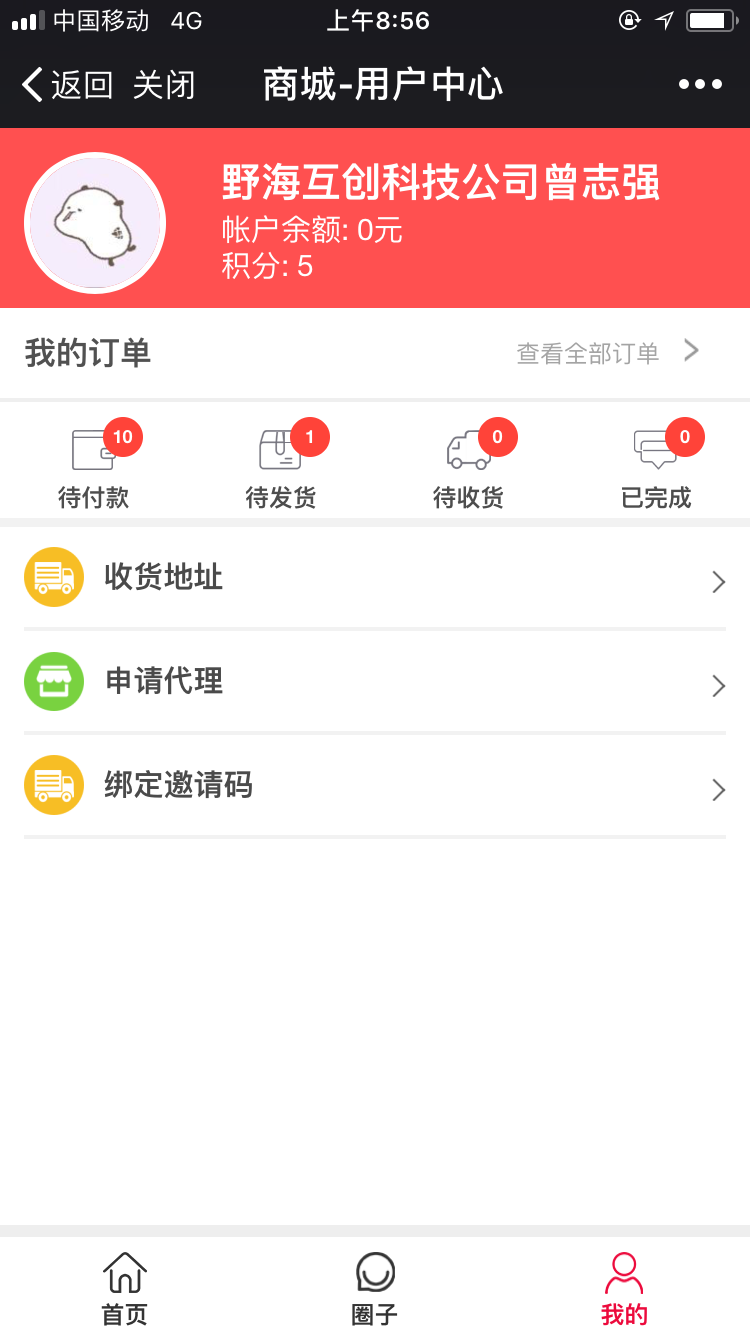 中国移动 4G 上午8:56
返回 关闭 商城-用户中心
野海互创科技公司曾志强
帐户余额: 0元
积分: 5
我的订单 查看全部订单
10 1 0 0
待付款 待发货 待收货 已完成
收货地址
申请代理
绑定邀请码
首页 圈子 我的